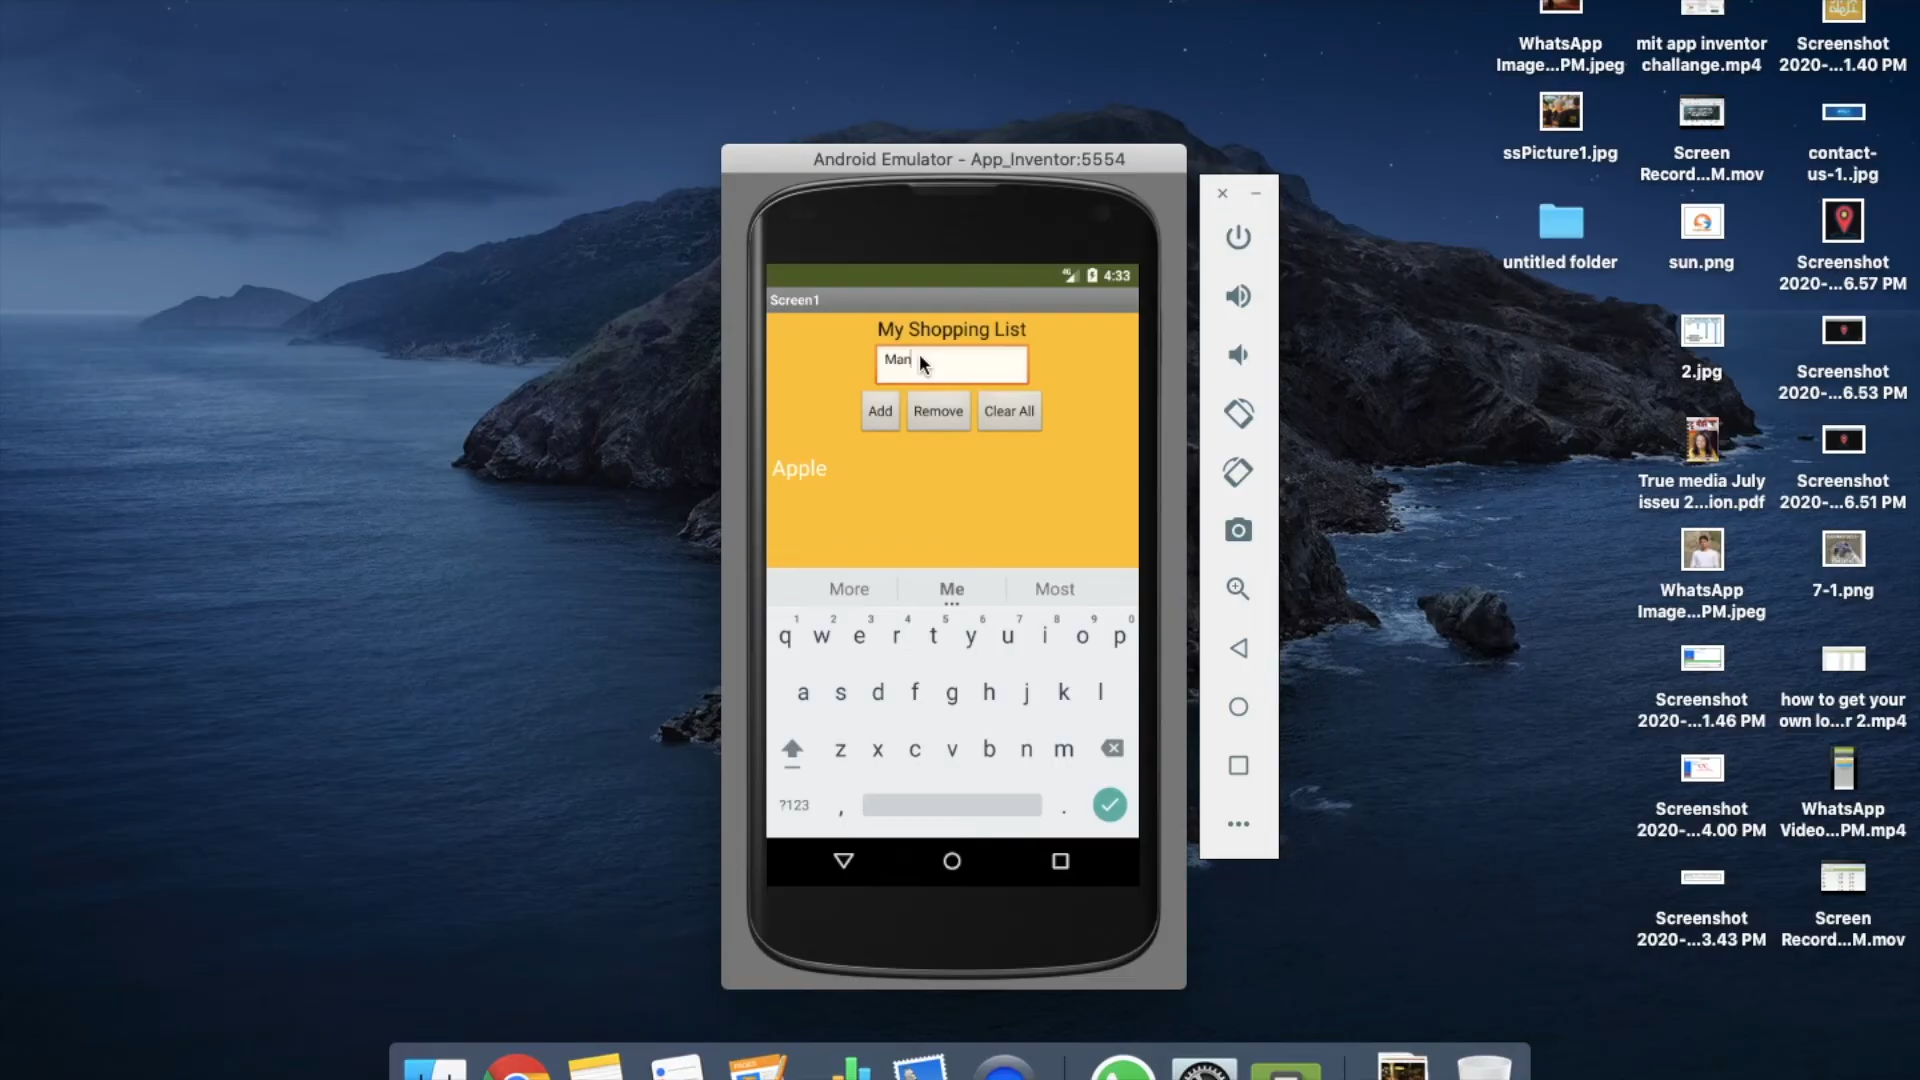 WhatsApp
Image...PM.jpeg
mit app inventor
challange.mp4
Screenshot
2020-...1.40 PM
Android Emulator - App_Inventor:5554
ssPicture1.jpg
Screen
Record...M.mov
contact-
us-1..jpg
4:33
Screen1
My Shopping List
Man
Add
Remove
Clear All
Apple
untitled folder
sun.png
Screenshot
2020-...6.57 PM
2.jpg
Screenshot
2020-...6.53 PM
True media July
isseu 2...ion.pdf
Screenshot
2020-...6.51 PM
More
Me
Most
1 2 3 4 5 6 7 8 9 0
q w e r t y u i o p
a s d f g h j k l
z x c v b n m
?123 , .
WhatsApp
Image...PM.jpeg
7-1.png
Screenshot
2020-...1.46 PM
how to get your
own lo...r 2.mp4
Screenshot
2020-...4.00 PM
WhatsApp
Video...PM.mp4
Screenshot
2020-...3.43 PM
Screen
Record...M.mov